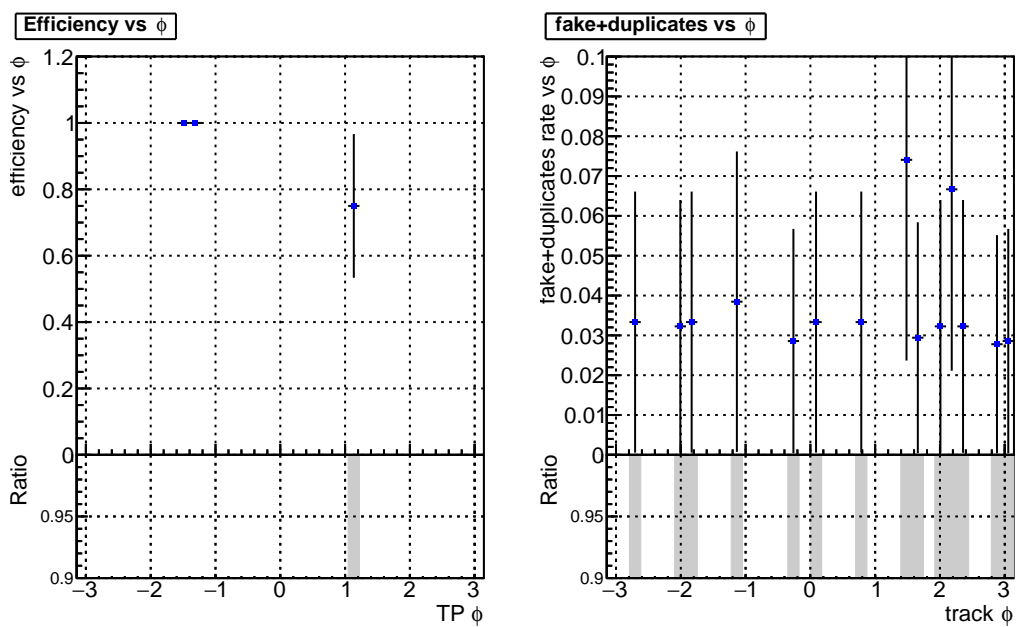 Efficiency vs ϕ
efficiency vs ϕ
1.2
1
0.8
0.6
0.4
0.2
0
Ratio
0.95
0.9
−3 −2 −1 0 1 2 3
TP ϕ
fake+duplicates vs ϕ
fake+duplicates rate vs ϕ
0.1
0.09
0.08
0.07
0.06
0.05
0.04
0.03
0.02
0.01
0
Ratio
0.95
0.9
−3 −2 −1 0 1 2 3
track ϕ